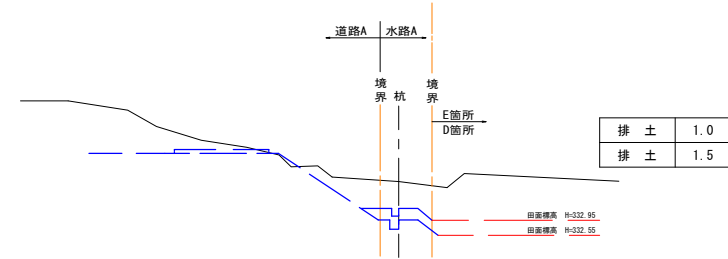 道路A 水路A
境界 杭 境界
E箇所
D箇所
排 土 1.0
排 土 1.5
田面標高 H=332.95
田面標高 H=332.55